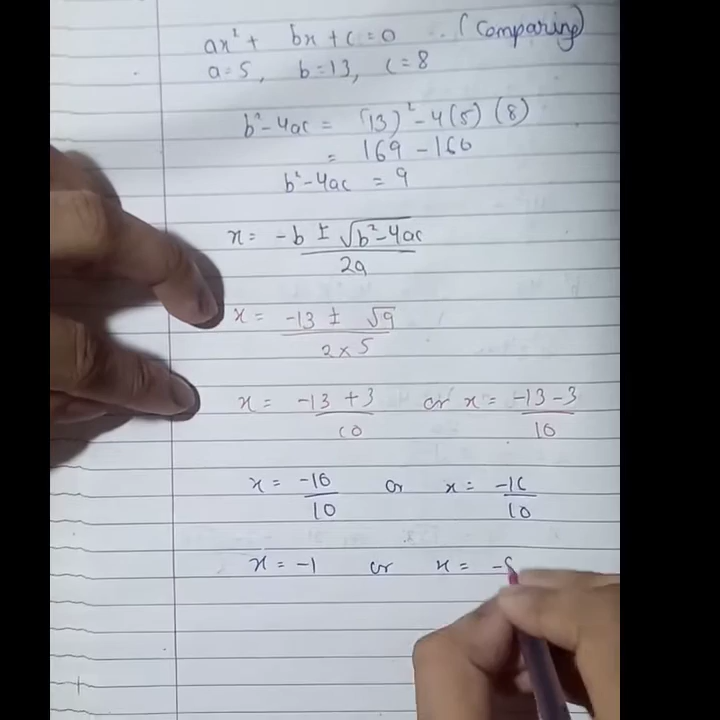 ax² + bx + c = 0 . . (Comparing)
a = 5, b = 13, c = 8
b² - 4ac = (13)² - 4(5) (8)
= 169 - 160
b² - 4ac = 9
x = -b ± √b² - 4ac / 2a
x = -13 ± √9 / 2 × 5
x = -13 + 3 / 10 or x = -13 - 3 / 10
x = -10 / 10 or x = -16 / 10
x = -1 or x = -